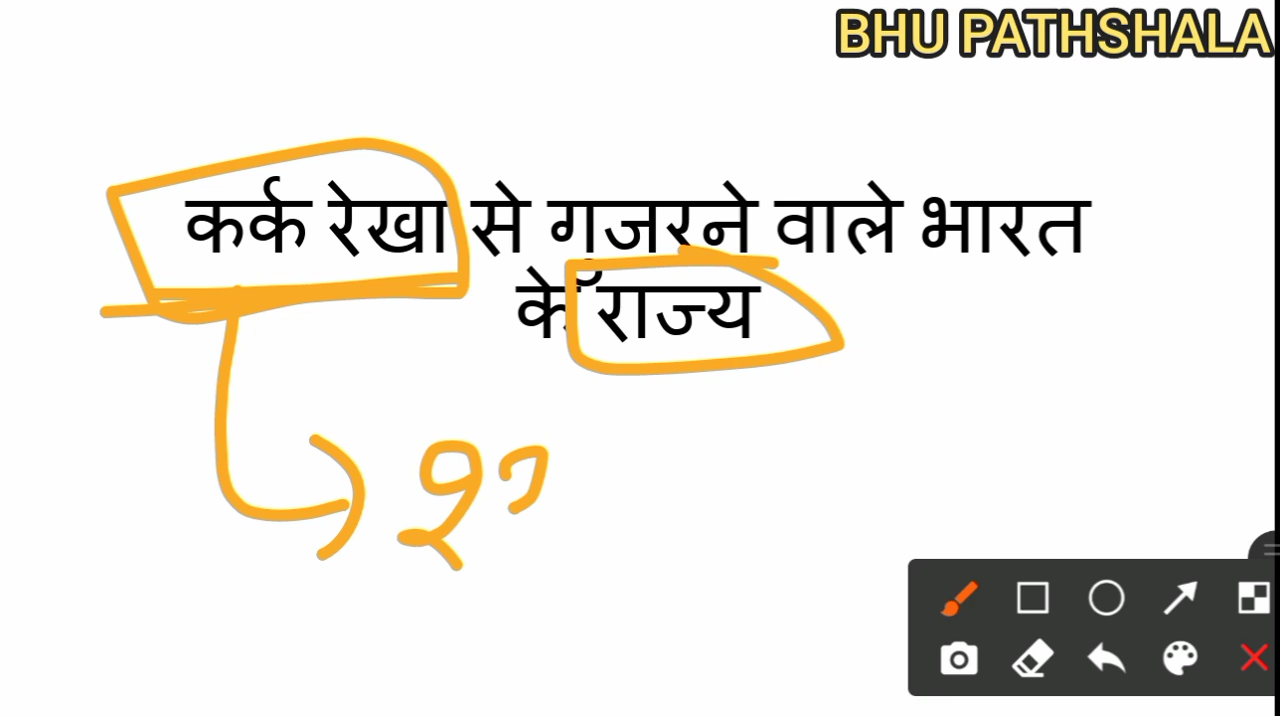 BHU PATHSHALA
कर्क रेखा से गुजरने वाले भारत
के राज्य